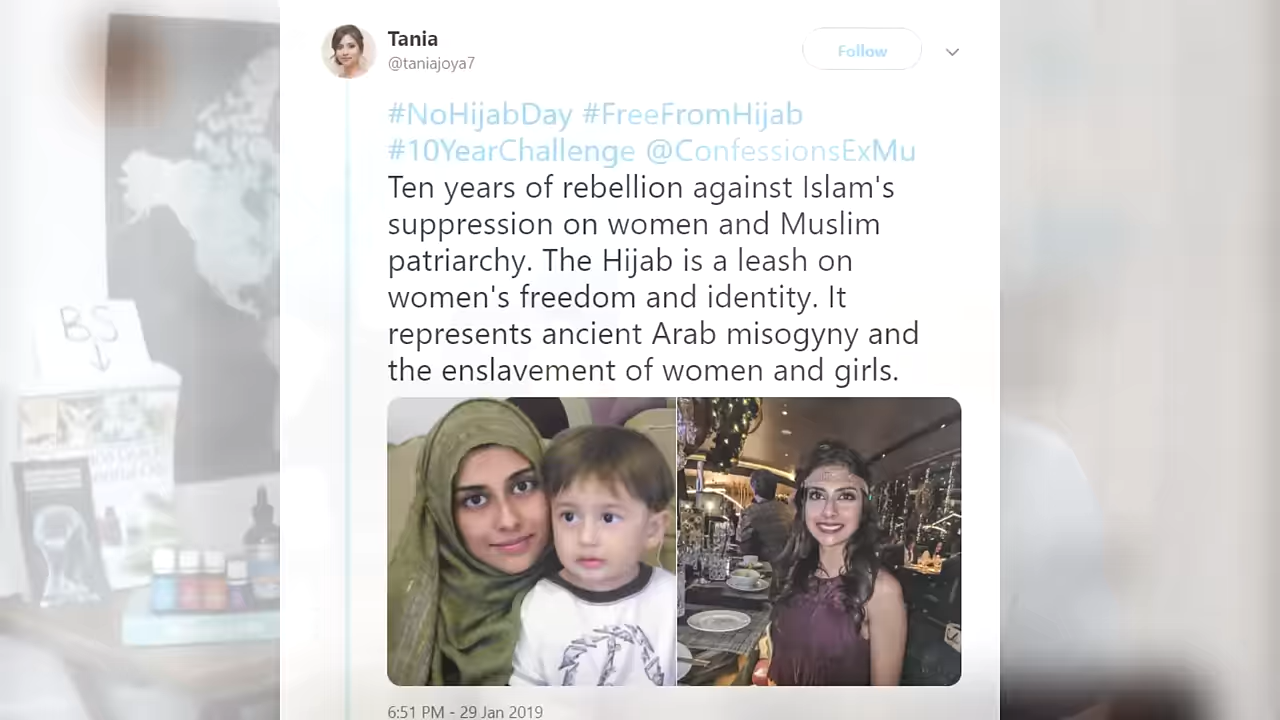 Tania
@taniajoya7
Follow
#NoHijabDay #FreeFromHijab
#10YearChallenge @ConfessionsExMu
Ten years of rebellion against Islam's
suppression on women and Muslim
patriarchy. The Hijab is a leash on
women's freedom and identity. It
represents ancient Arab misogyny and
the enslavement of women and girls.
6:51 PM - 29 Jan 2019
BS